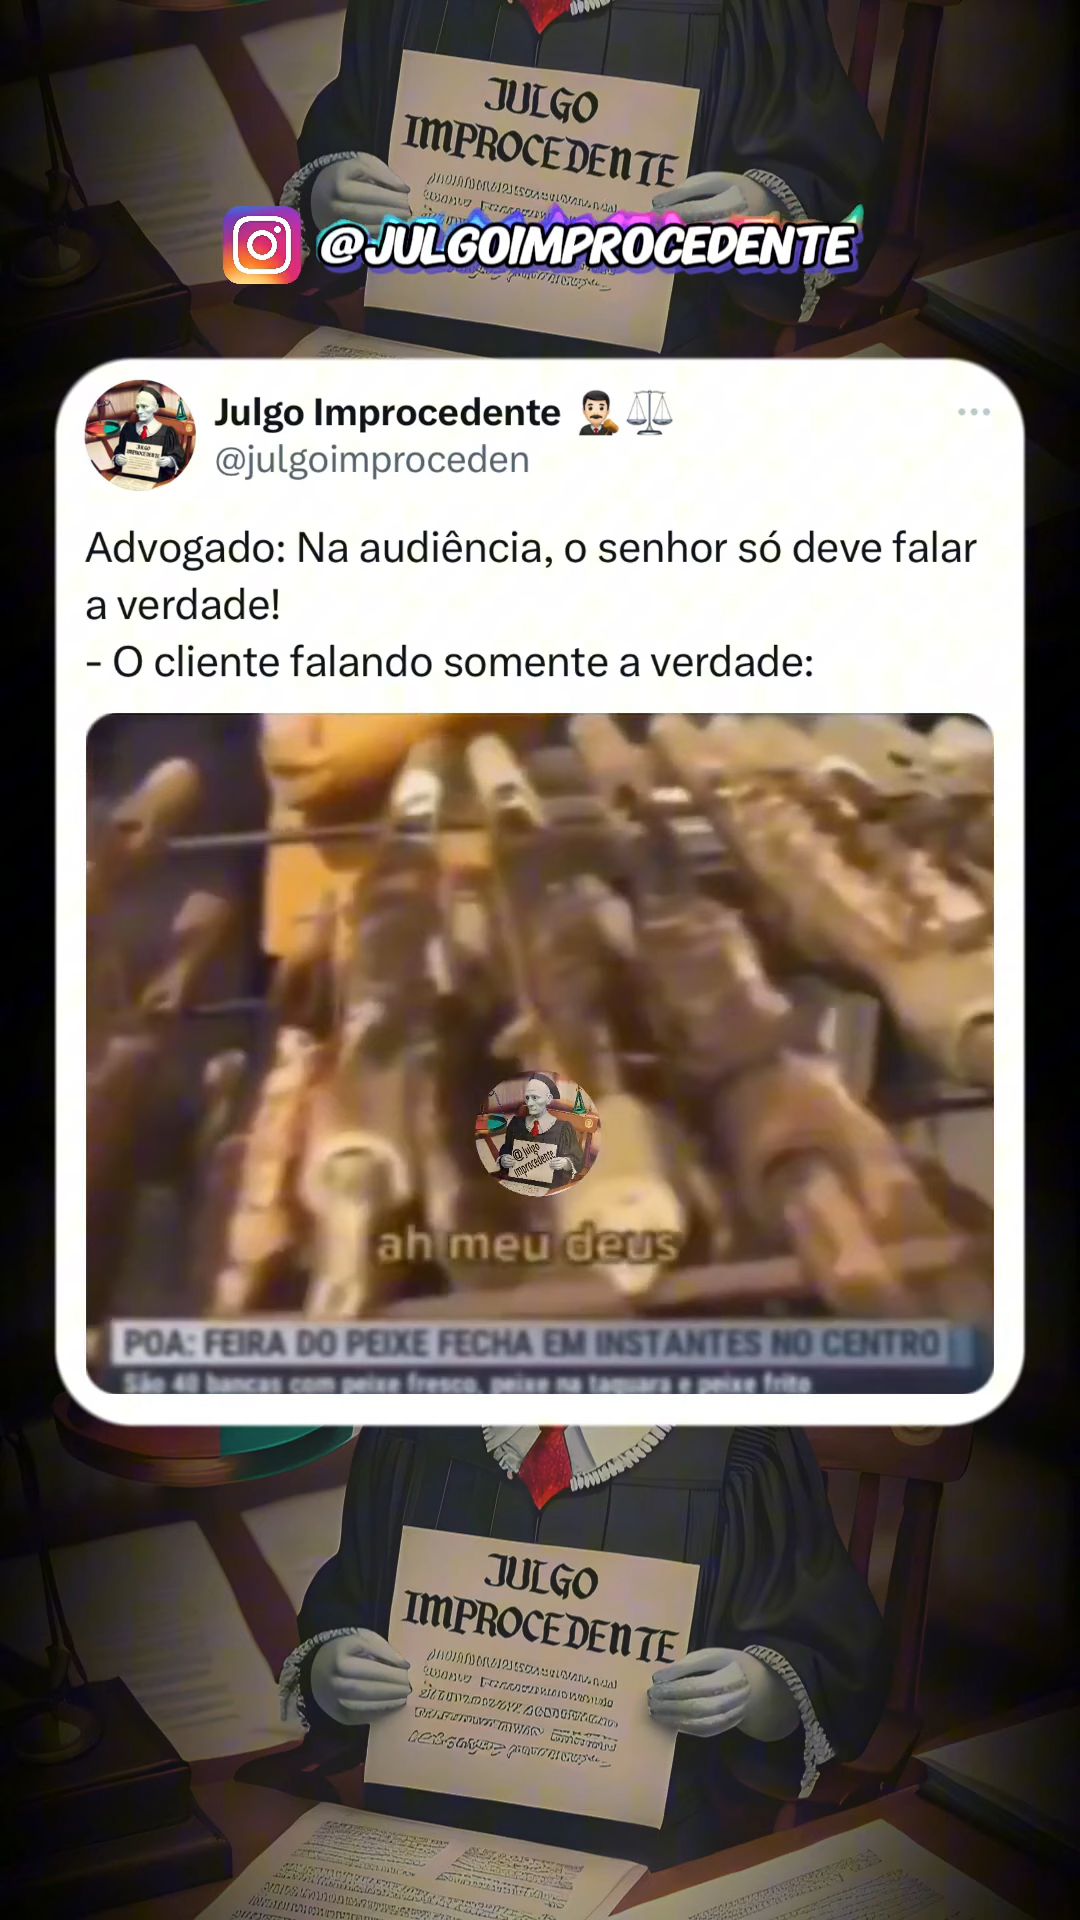 JULGO
IMPROCEDENTE
@JULGOIMPROCEDENTE
Julgo Improcedente
@julgoimproceden
Advogado: Na audiência, o senhor só deve falar
a verdade!
- O cliente falando somente a verdade:
@Julgo
improcedente
ah meu deus
POA: FEIRA DO PEIXE FECHA EM INSTANTES NO CENTRO
São 40 bancas com peixe fresco, peixe na taquara e peixe frito
JULGO
IMPROCEDENTE